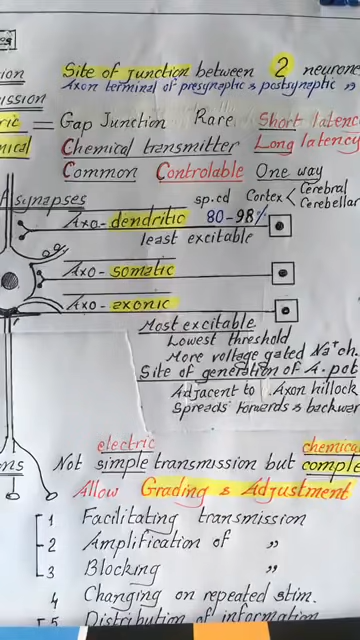 Site of junction between 2 neurone
Axon terminal of presynaptic & postsynaptic ,,
ission
ric = Gap Junction Rare Short latenc
mical Chemical transmitter Long latency
Common Controlable One way
f synapses sp.cd Cortex < Cerebral
Cerebellar
Axo-dendritic 80-98%
least excitable
Axo-somatic
Axo-axonic
Most excitable
Lowest threshold
More voltage gated Na+ ch.
Site of generation of A.pot
Adjacent to Axon hillock
Spreads forwards & backwar
electric chemica
ns Not simple transmission but comple
Allow Grading & Adjustment
1 Facilitating transmission
2 Amplification of ,,
3 Blocking ,,
4 Changing on repeated stim.
5 Distribution of information